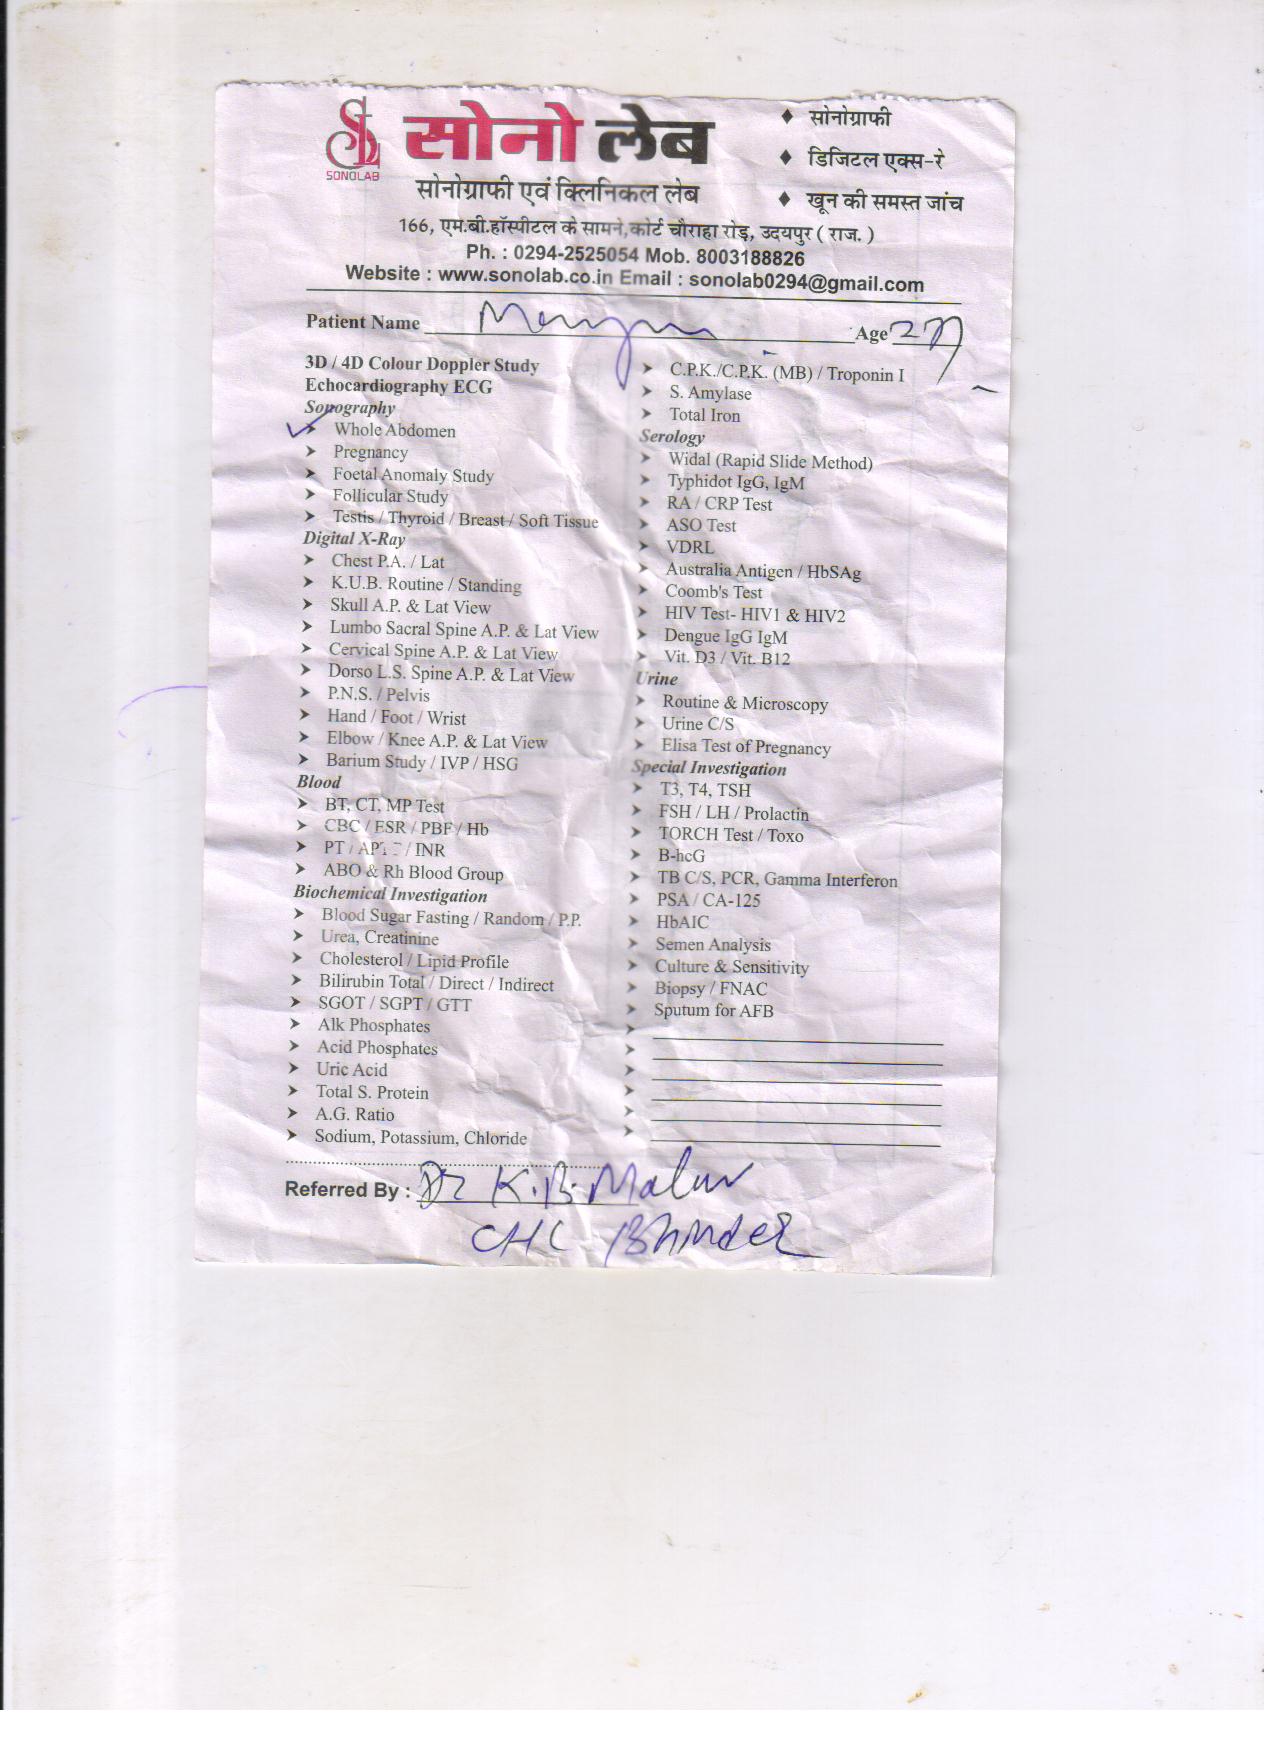 SONOLAB
सोनो लेब
सोनोग्राफी एवं क्लिनिकल लेब
♦ सोनोग्राफी
♦ डिजिटल एक्स-रे
♦ खून की समस्त जांच
166, एम.बी.हॉस्पीटल के सामने,कोर्ट चौराहा रोड़, उदयपुर ( राज. )
Ph. : 0294-2525054 Mob. 8003188826
Website : www.sonolab.co.in Email : sonolab0294@gmail.com
Patient Name Age
3D / 4D Colour Doppler Study
Echocardiography ECG
Sonography
➤ Whole Abdomen
➤ Pregnancy
➤ Foetal Anomaly Study
➤ Follicular Study
➤ Testis / Thyroid / Breast / Soft Tissue
Digital X-Ray
➤ Chest P.A. / Lat
➤ K.U.B. Routine / Standing
➤ Skull A.P. & Lat View
➤ Lumbo Sacral Spine A.P. & Lat View
➤ Cervical Spine A.P. & Lat View
➤ Dorso L.S. Spine A.P. & Lat View
➤ P.N.S. / Pelvis
➤ Hand / Foot / Wrist
➤ Elbow / Knee A.P. & Lat View
➤ Barium Study / IVP / HSG
Blood
➤ BT, CT, MP Test
➤ CBC / ESR / PBF / Hb
➤ PT / / INR
➤ ABO & Rh Blood Group
Biochemical Investigation
➤ Blood Sugar Fasting / Random / P.P.
➤ Urea, Creatinine
➤ Cholesterol / Lipid Profile
➤ Bilirubin Total / Direct / Indirect
➤ SGOT / SGPT / GTT
➤ Alk Phosphates
➤ Acid Phosphates
➤ Uric Acid
➤ Total S. Protein
➤ A.G. Ratio
➤ Sodium, Potassium, Chloride
➤ C.P.K./C.P.K. (MB) / Troponin I
➤ S. Amylase
➤ Total Iron
Serology
➤ Widal (Rapid Slide Method)
➤ Typhidot IgG, IgM
➤ RA / CRP Test
➤ ASO Test
➤ VDRL
➤ Australia Antigen / HbSAg
➤ Coomb's Test
➤ HIV Test- HIV1 & HIV2
➤ Dengue IgG IgM
➤ Vit. D3 / Vit. B12
Urine
➤ Routine & Microscopy
➤ Urine C/S
➤ Elisa Test of Pregnancy
Special Investigation
➤ T3, T4, TSH
➤ FSH / LH / Prolactin
➤ TORCH Test / Toxo
➤ B-hcG
➤ TB C/S, PCR, Gamma Interferon
➤ PSA / CA-125
➤ HbAIC
➤ Semen Analysis
➤ Culture & Sensitivity
➤ Biopsy / FNAC
➤ Sputum for AFB
Referred By : Dr K.B.
CHC Bhinder